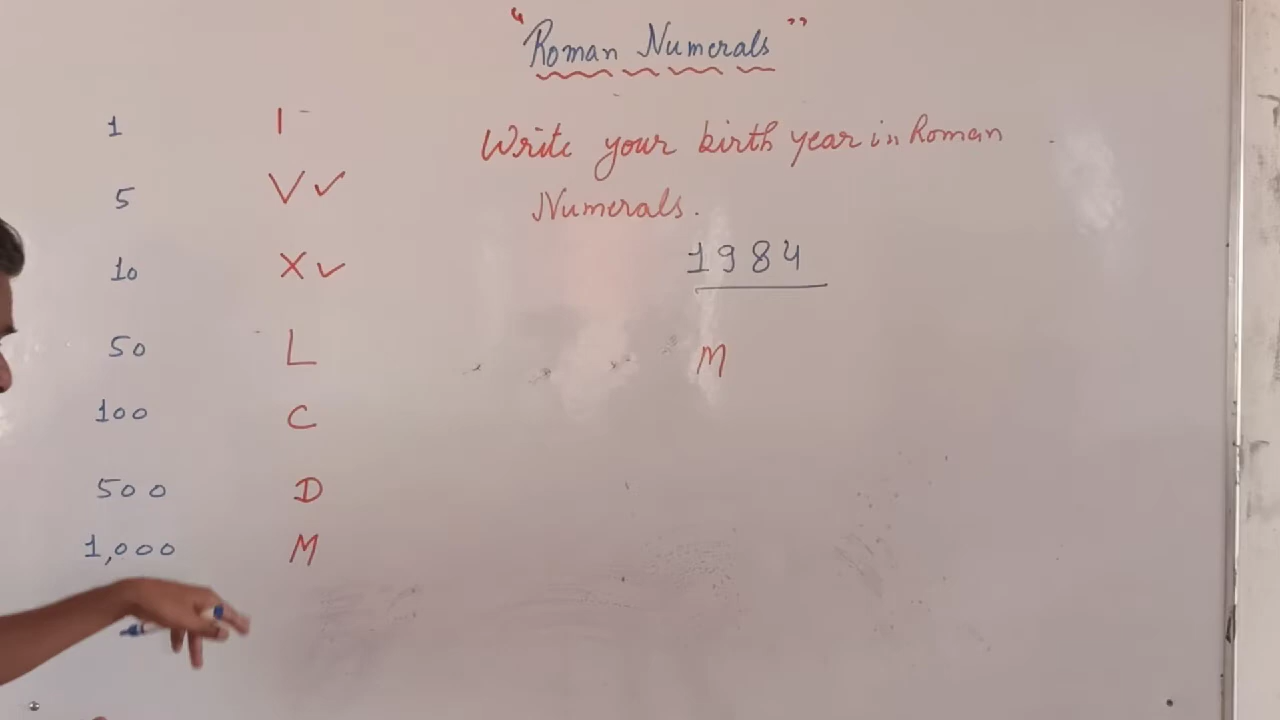 "Roman Numerals"
1 I
5 V
10 X
50 L
100 C
500 D
1,000 M
Write your birth year in Roman
Numerals.
1984
M